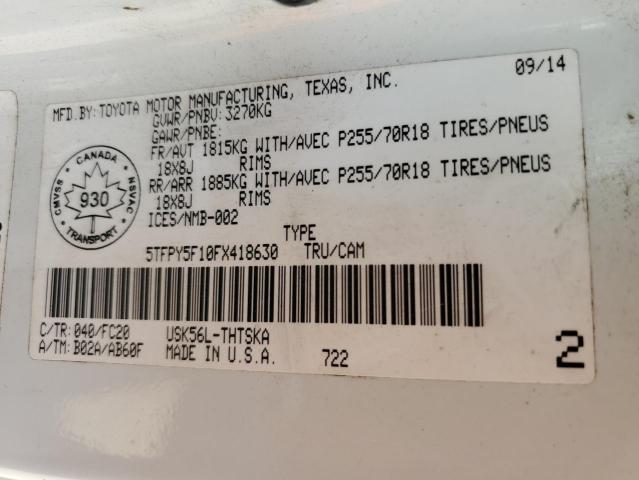 MFD.BY:TOYOTA MOTOR MANUFACTURING, TEXAS, INC. 09/14
GVWR/PNBV:3270KG
GAWR/PNBE:
FR/AVT 1815KG WITH/AVEC P255/70R18 TIRES/PNEUS
18X8J RIMS
RR/ARR 1885KG WITH/AVEC P255/70R18 TIRES/PNEUS
18X8J RIMS
ICES/NMB-002
CANADA
CMVSS 930 NSVAC
TRANSPORT
TYPE
5TFPY5F10FX418630 TRU/CAM
C/TR:040/FC20 USK56L-THTSKA
A/TM:B02A/AB60F MADE IN U.S.A. 722
2